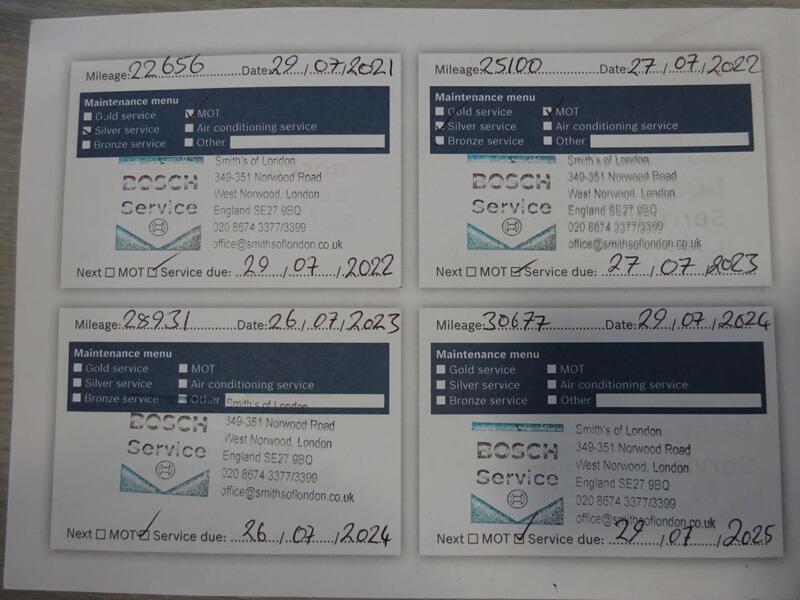 Mileage: 22656 Date: 29/07/2021
Maintenance menu
Gold service MOT
Silver service Air conditioning service
Bronze service Other
Smith's of London
BOSCH 349-351 Norwood Road
West Norwood, London
Service England SE27 9BQ
020 8674 3377/3399
office@smithsoflondon.co.uk
Next MOT Service due: 29/07/2022
Mileage: 25100 Date: 27/07/2022
Maintenance menu
Gold service MOT
Silver service Air conditioning service
Bronze service Other
Smith's of London
BOSCH 349-351 Norwood Road
West Norwood, London
Service England SE27 9BQ
020 8674 3377/3399
office@smithsoflondon.co.uk
Next MOT Service due: 27/07/2023
Mileage: 28931 Date: 26/07/2023
Maintenance menu
Gold service MOT
Silver service Air conditioning service
Bronze service Other
Smith's of London
BOSCH 349-351 Norwood Road
West Norwood, London
Service England SE27 9BQ
020 8674 3377/3399
office@smithsoflondon.co.uk
Next MOT Service due: 26/07/2024
Mileage: 30677 Date: 29/07/2024
Maintenance menu
Gold service MOT
Silver service Air conditioning service
Bronze service Other
Smith's of London
BOSCH 349-351 Norwood Road
West Norwood, London
Service England SE27 9BQ
020 8674 3377/3399
office@smithsoflondon.co.uk
Next MOT Service due: 29/07/2025